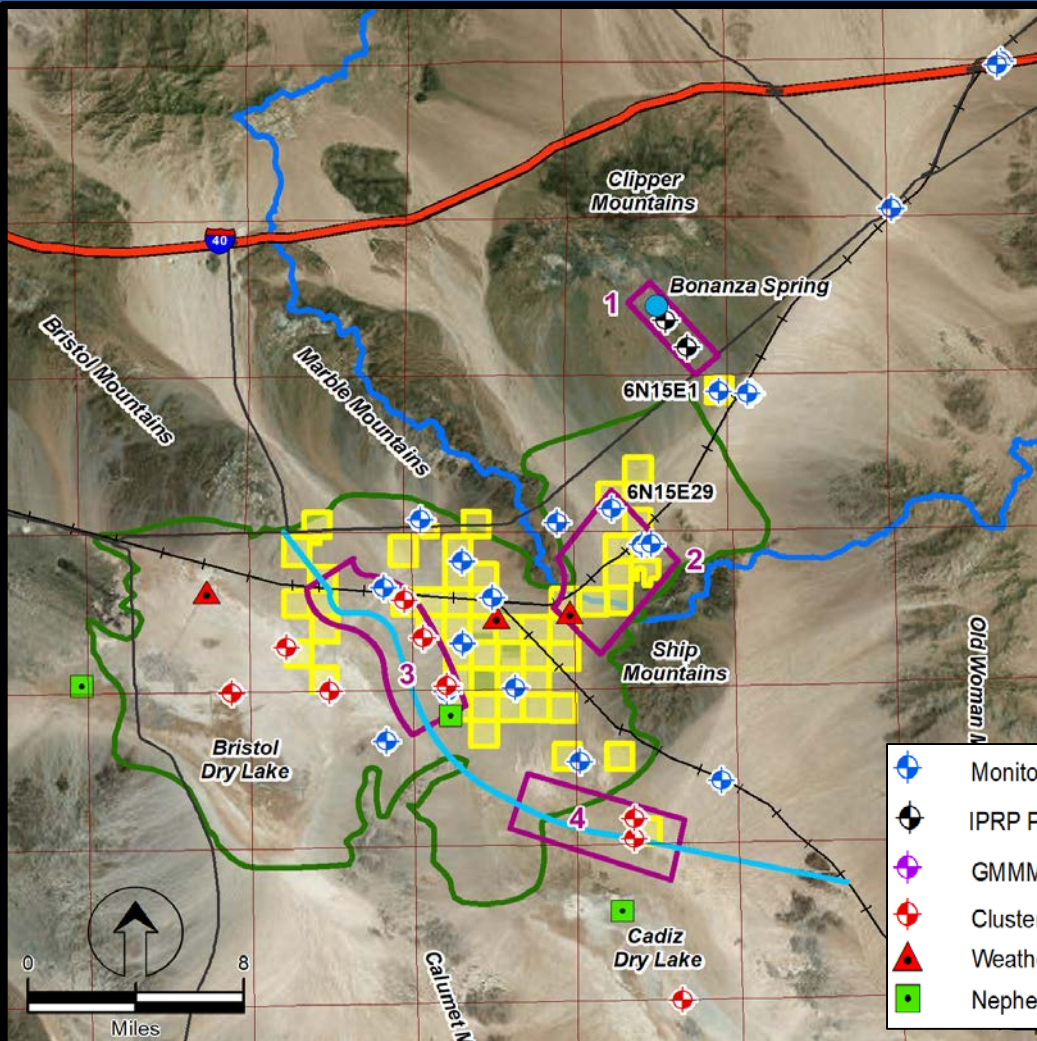 Clipper
Mountains
40
Bonanza Spring
1
Bristol Mountains
Marble Mountains
6N15E1
6N15E29
2
Ship
Mountains
3
Old Woman
Bristol
Dry Lake
4
Cadiz
Dry Lake
Calumet
0 8
Miles
Monito
IPRP P
GMMM
Cluster
Weathe
Nephe